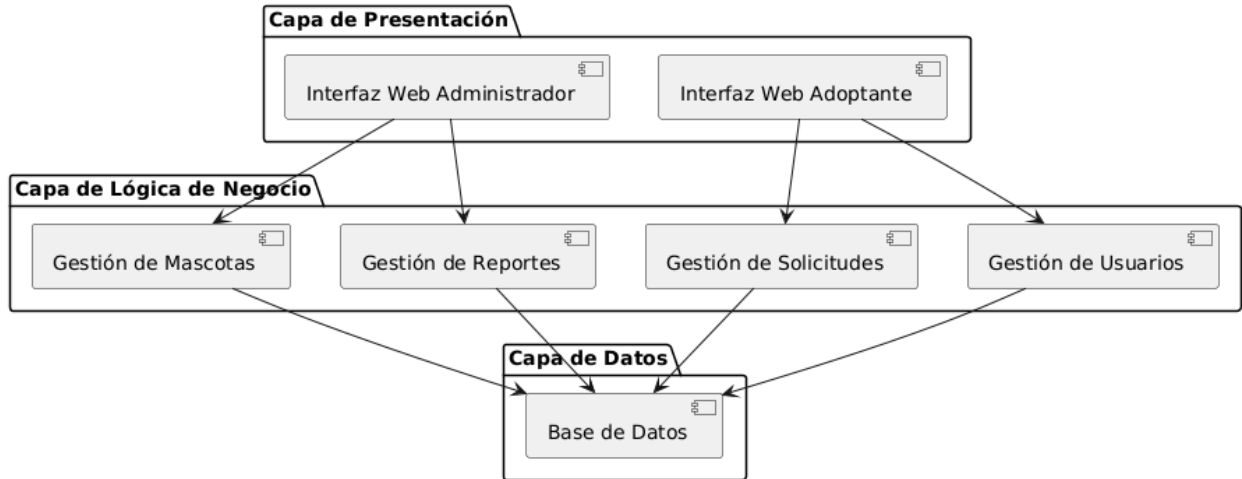 Capa de Presentación
Interfaz Web Administrador
Interfaz Web Adoptante
Capa de Lógica de Negocio
Gestión de Mascotas
Gestión de Reportes
Gestión de Solicitudes
Gestión de Usuarios
Capa de Datos
Base de Datos